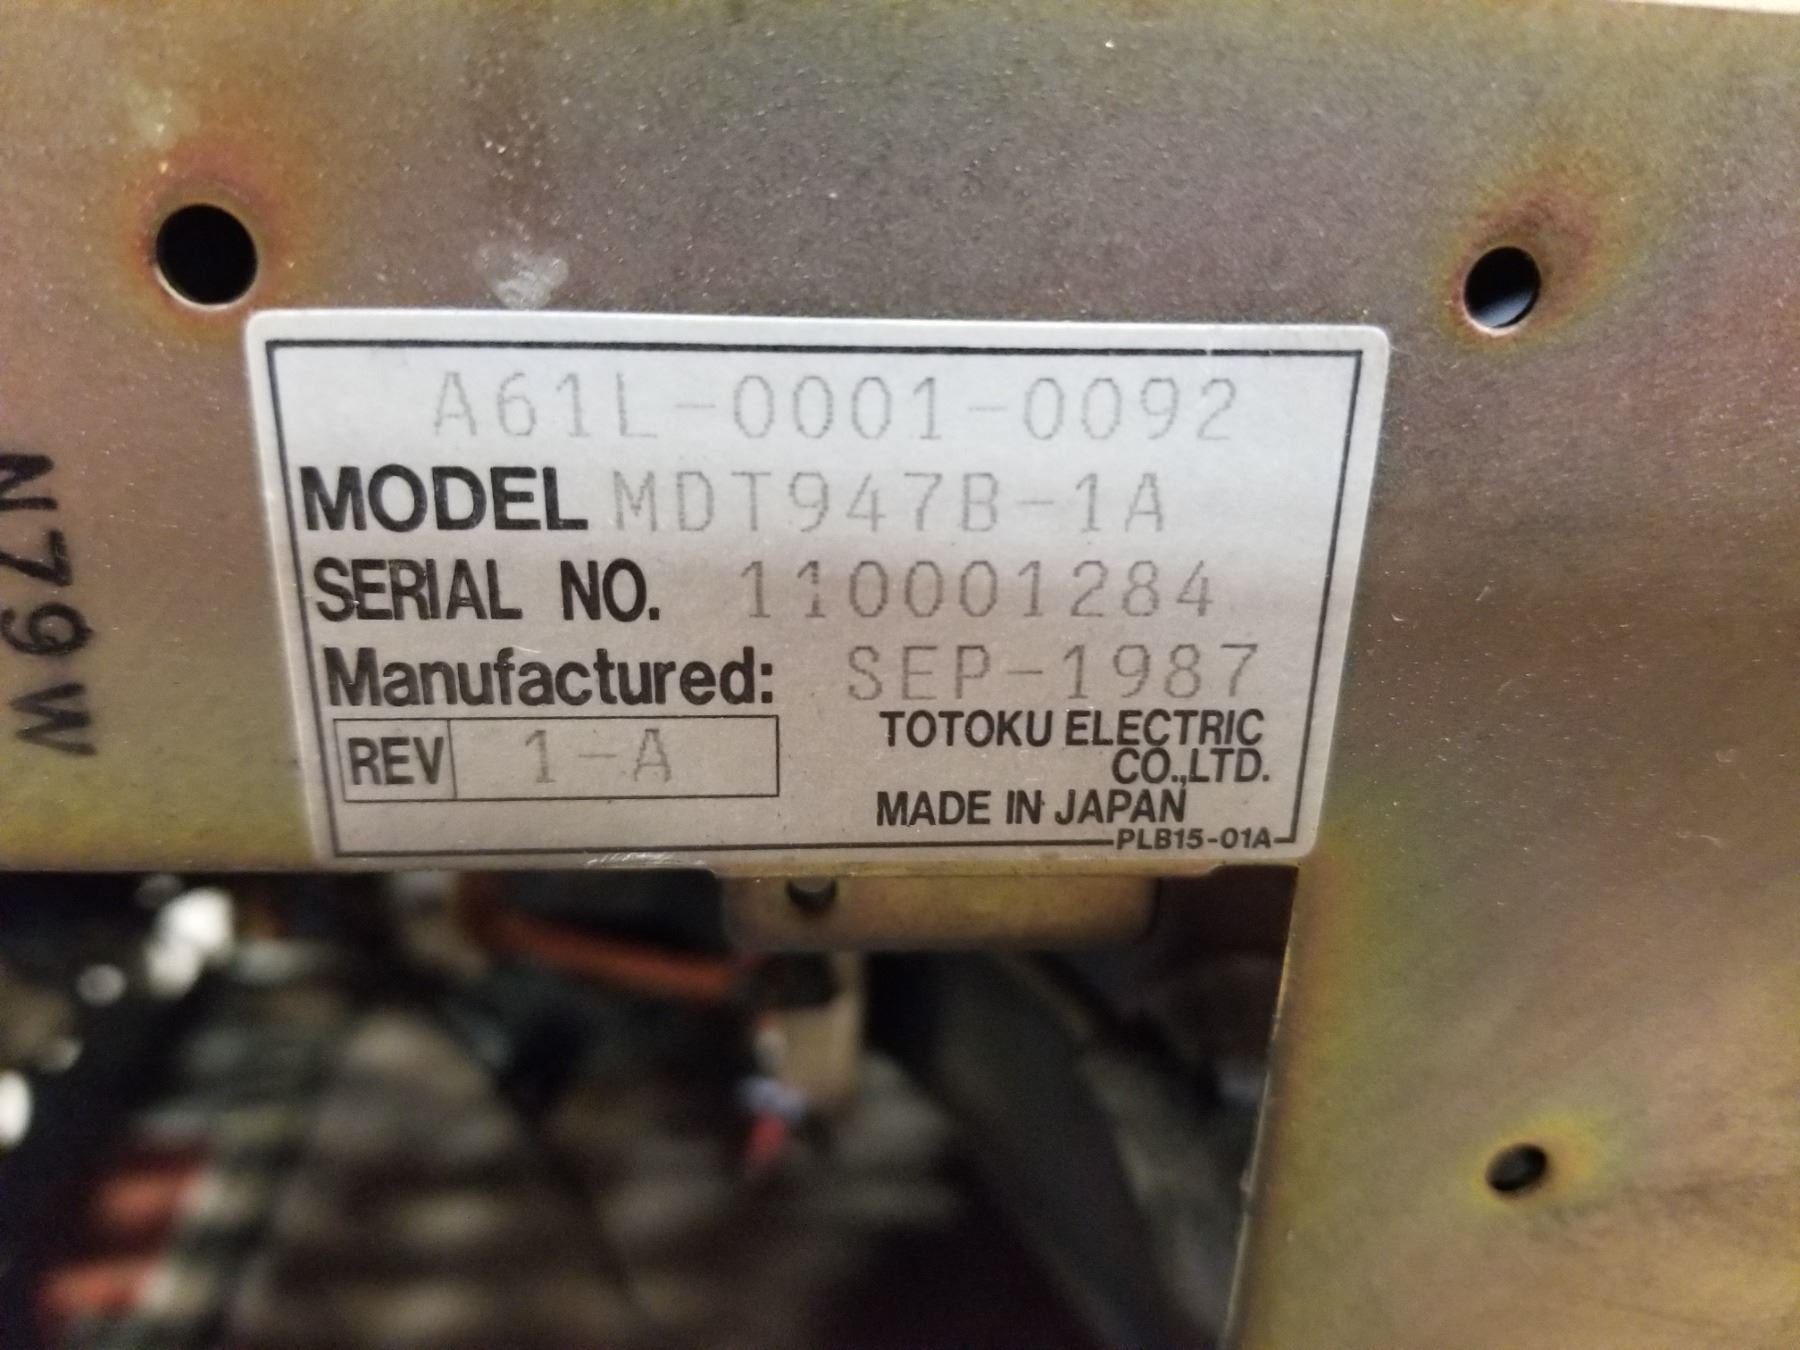 A61L-0001-0092
MODEL MDT947B-1A
SERIAL NO. 110001284
Manufactured: SEP-1987
REV 1-A
TOTOKU ELECTRIC
CO.,LTD.
MADE IN JAPAN
PLB15-01A
N79W